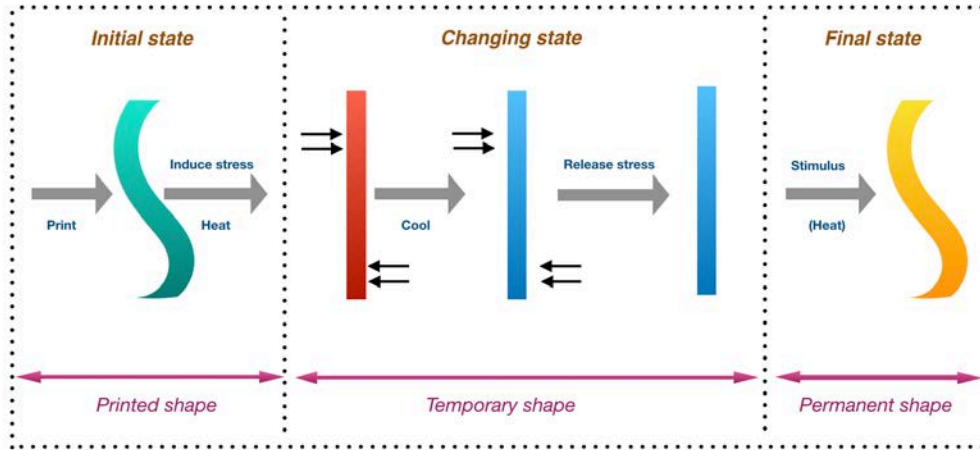 Initial state
Changing state
Final state
Print
Induce stress
Heat
Cool
Release stress
Stimulus
(Heat)
Printed shape
Temporary shape
Permanent shape